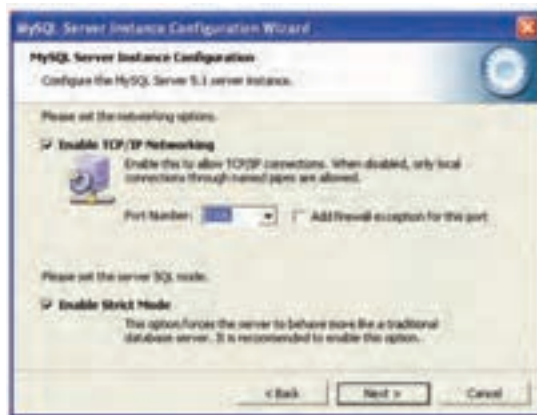 MySQL Server Instance Configuration Wizard
MySQL Server Instance Configuration
Configure the MySQL Server 5.1 server instance.
Please set the networking options.
Enable TCP/IP Networking
Enable this to allow TCP/IP connections. When disabled, only local
connections through named pipes are allowed.
Port Number:
Add firewall exception for this port
Please set the server SQL mode.
Enable Strict Mode
This option forces the server to behave more like a traditional
database server. It is recommended to enable this option.
< Back
Next >
Cancel